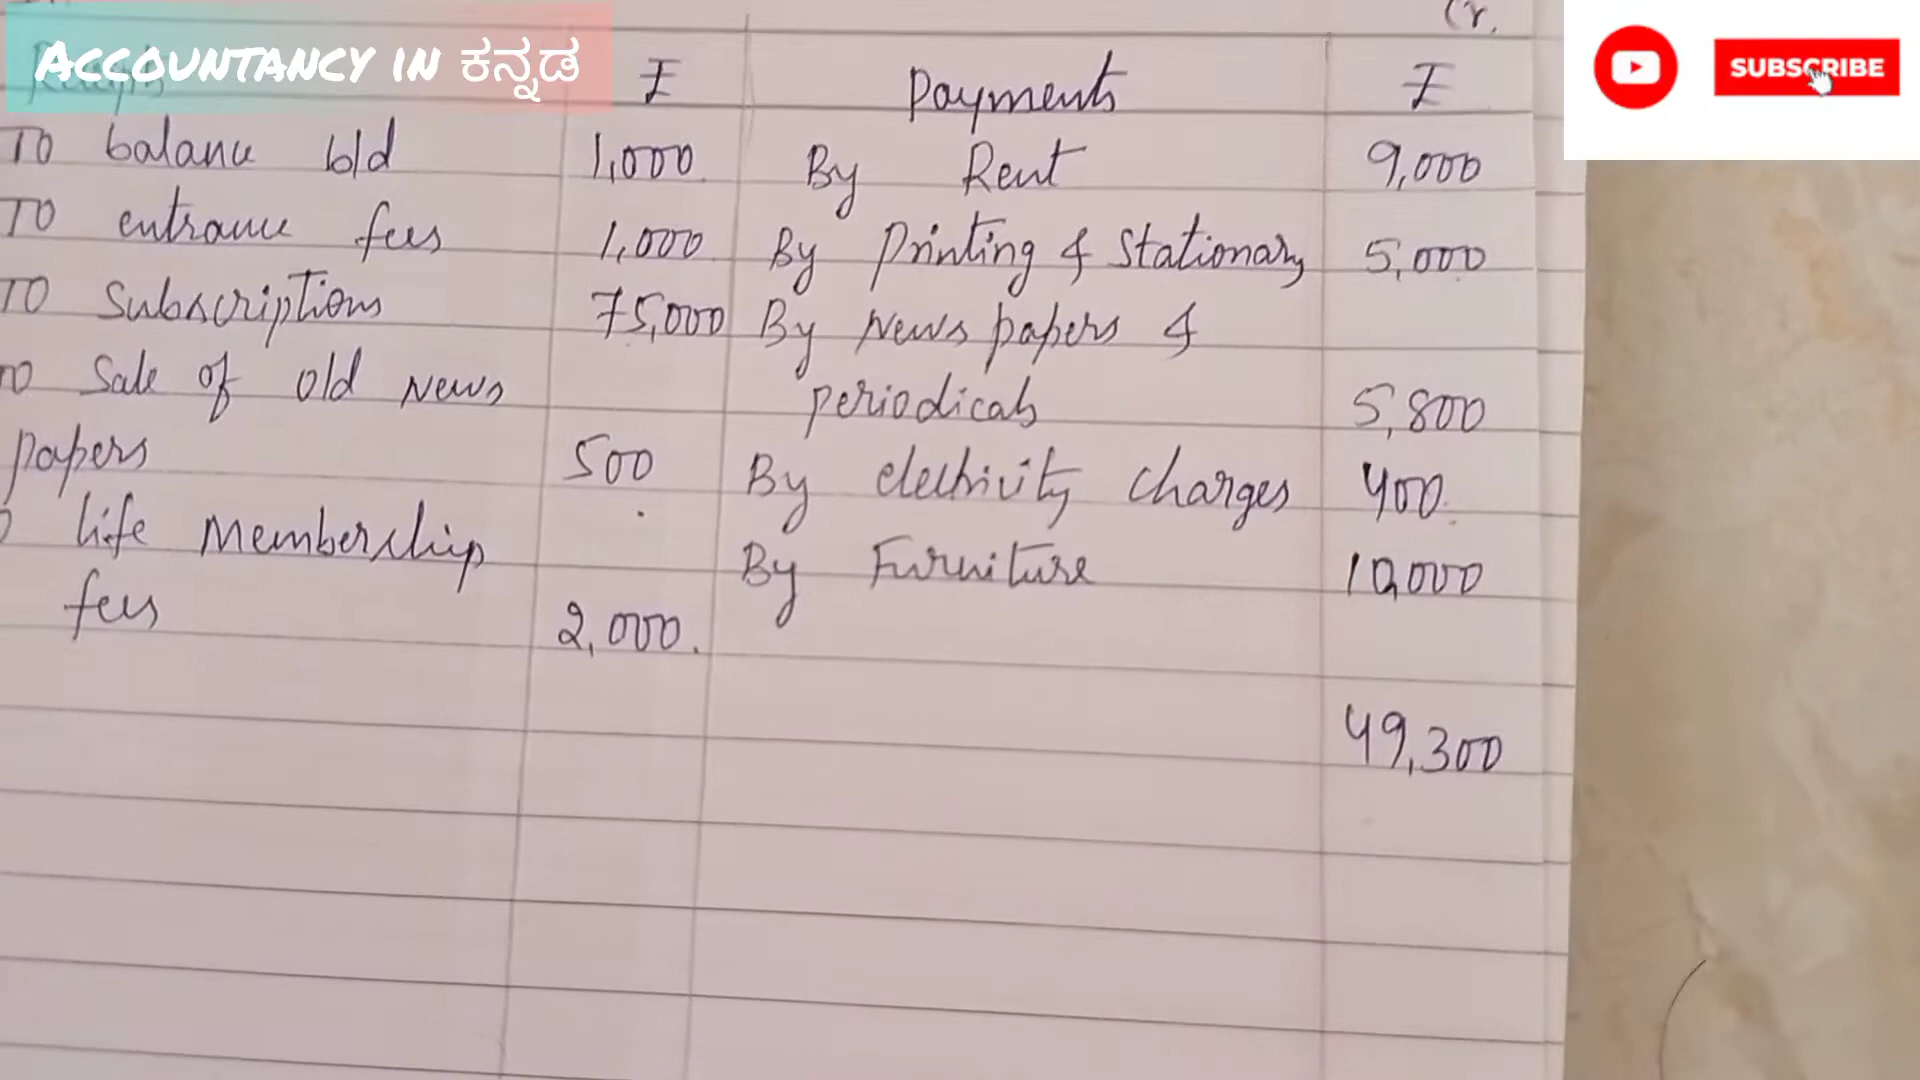 Accountancy in ಕನ್ನಡ
SUBSCRIBE
Cr.
₹ Payments ₹
To balance b/d 1,000 By Rent 9,000
To entrance fees 1,000 By Printing & Stationary 5,000
To Subscriptions 75,000 By News papers &
To Sale of old News periodicals 5,800
papers 500 By electricity charges 400
life Membership By Furniture 10,000
fees 2,000
49,300